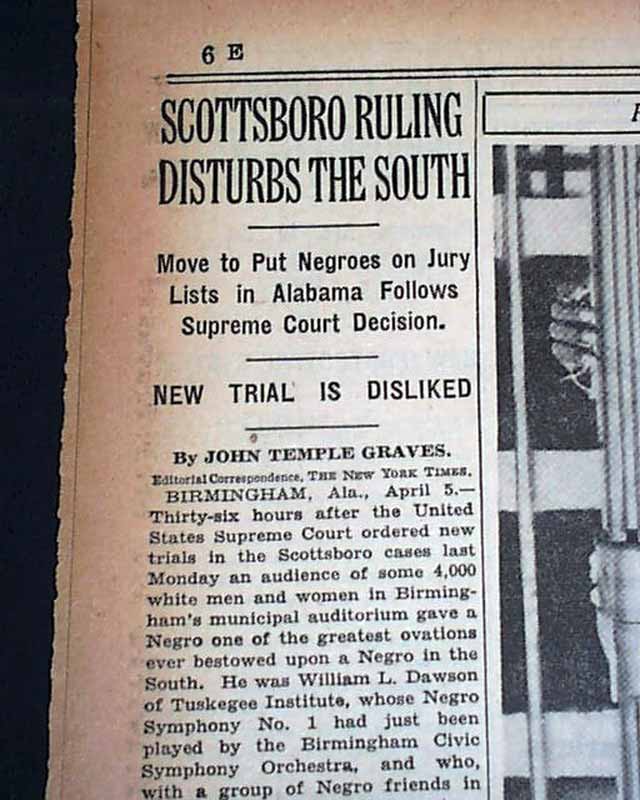 6 E
SCOTTSBORO RULING
DISTURBS THE SOUTH
Move to Put Negroes on Jury
Lists in Alabama Follows
Supreme Court Decision.
NEW TRIAL IS DISLIKED
By JOHN TEMPLE GRAVES.
Editorial Correspondence, THE NEW YORK TIMES.
BIRMINGHAM, Ala., April 5.—
Thirty-six hours after the United
States Supreme Court ordered new
trials in the Scottsboro cases last
Monday an audience of some 4,000
white men and women in Birming-
ham's municipal auditorium gave a
Negro one of the greatest ovations
ever bestowed upon a Negro in the
South. He was William L. Dawson
of Tuskegee Institute, whose Negro
Symphony No. 1 had just been
played by the Birmingham Civic
Symphony Orchestra, and who,
with a group of Negro friends in